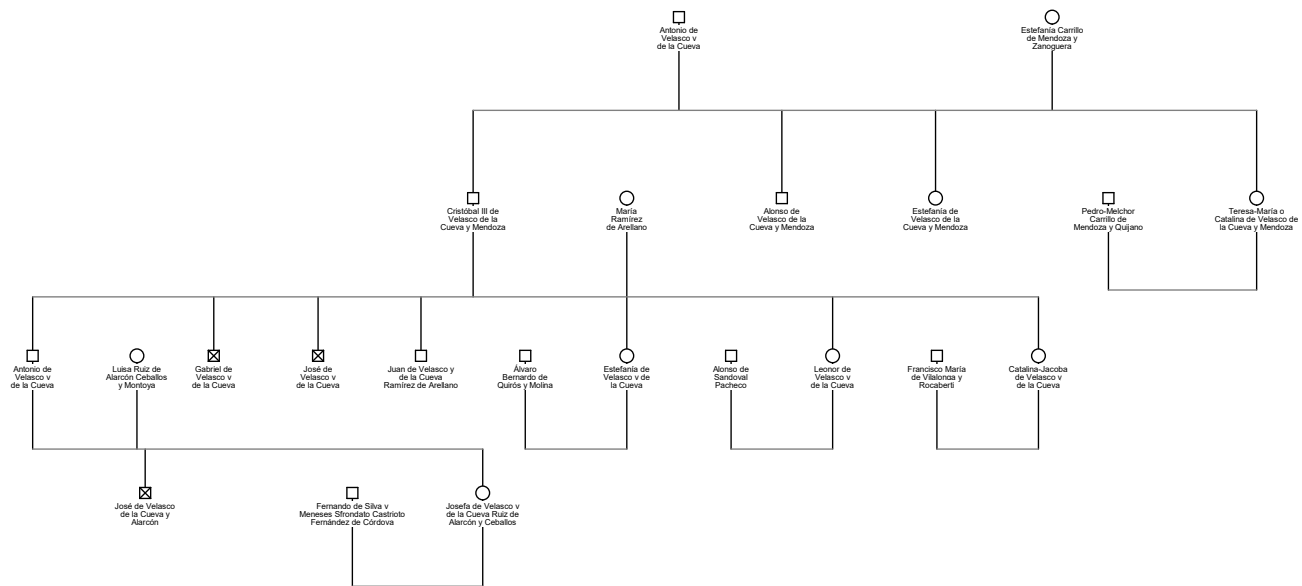 Antonio de
Velasco v
de la Cueva
Estefanía Carrillo
de Mendoza y
Zanoguera
Cristóbal III de
Velasco de la
Cueva y Mendoza
María
Ramírez
de Arellano
Alonso de
Velasco de la
Cueva y Mendoza
Estefanía de
Velasco de la
Cueva y Mendoza
Pedro-Melchor
Carrillo de
Mendoza y Quijano
Teresa-María o
Catalina de Velasco de
la Cueva y Mendoza
Antonio de
Velasco v
de la Cueva
Luisa Ruiz de
Alarcón Ceballos
y Montoya
Gabriel de
Velasco v
de la Cueva
José de
Velasco v
de la Cueva
Juan de Velasco y
de la Cueva
Ramírez de Arellano
Álvaro
Bernardo de
Quirós y Molina
Estefanía de
Velasco v de
la Cueva
Alonso de
Sandoval
Pacheco
Leonor de
Velasco v
de la Cueva
Francisco María
de Vilalonga y
Rocaberti
Catalina-Jacoba
de Velasco v
de la Cueva
José de Velasco
de la Cueva y
Alarcón
Fernando de Silva v
Meneses Sfrondato Castrioto
Fernández de Córdova
Josefa de Velasco v
de la Cueva Ruiz de
Alarcón y Ceballos